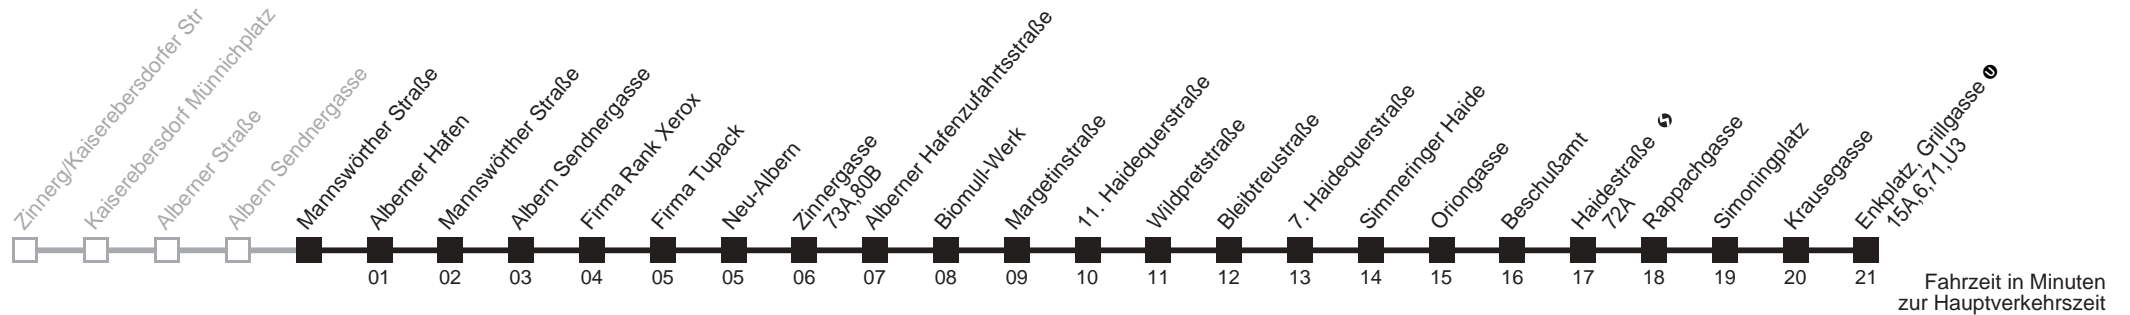 Zinnerg/Kaiserebersdorfer Str
Kaiserebersdorf Münnichplatz
Alberner Straße
Albern Sendnergasse
Mannswörther Straße
Alberner Hafen
Mannswörther Straße
Albern Sendnergasse
Firma Rank Xerox
Firma Tupack
Neu-Albern
Zinnergasse
73A,80B
Alberner Hafenzufahrtsstraße
Biomull-Werk
Margetinstraße
11. Haidequerstraße
Wildpretstraße
Bleibtreustraße
7. Haidequerstraße
Simmeringer Haide
Oriongasse
Beschußamt
Haidestraße
72A
Rappachgasse
Simoningplatz
Krausegasse
Enkplatz, Grillgasse U
15A,6,71,U3
01 02 03 04 05 05 06 07 08 09 10 11 12 13 14 15 16 17 18 19 20 21
Fahrzeit in Minuten
zur Hauptverkehrszeit